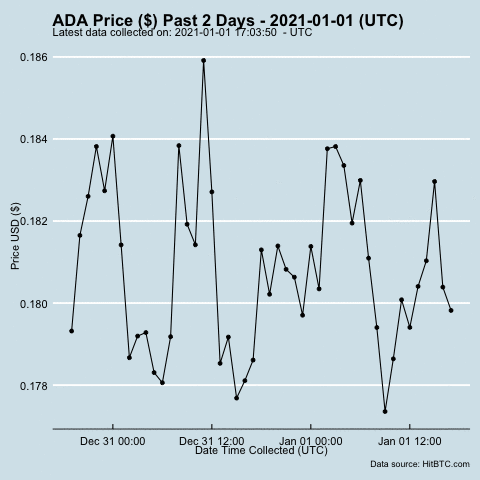 ADA Price ($) Past 2 Days - 2021-01-01 (UTC)
Latest data collected on: 2021-01-01 17:03:50  - UTC
0.186
0.184
0.182
0.180
0.178
Price USD ($)
Dec 31 00:00 Dec 31 12:00 Jan 01 00:00 Jan 01 12:00
Date Time Collected (UTC)
Data source: HitBTC.com